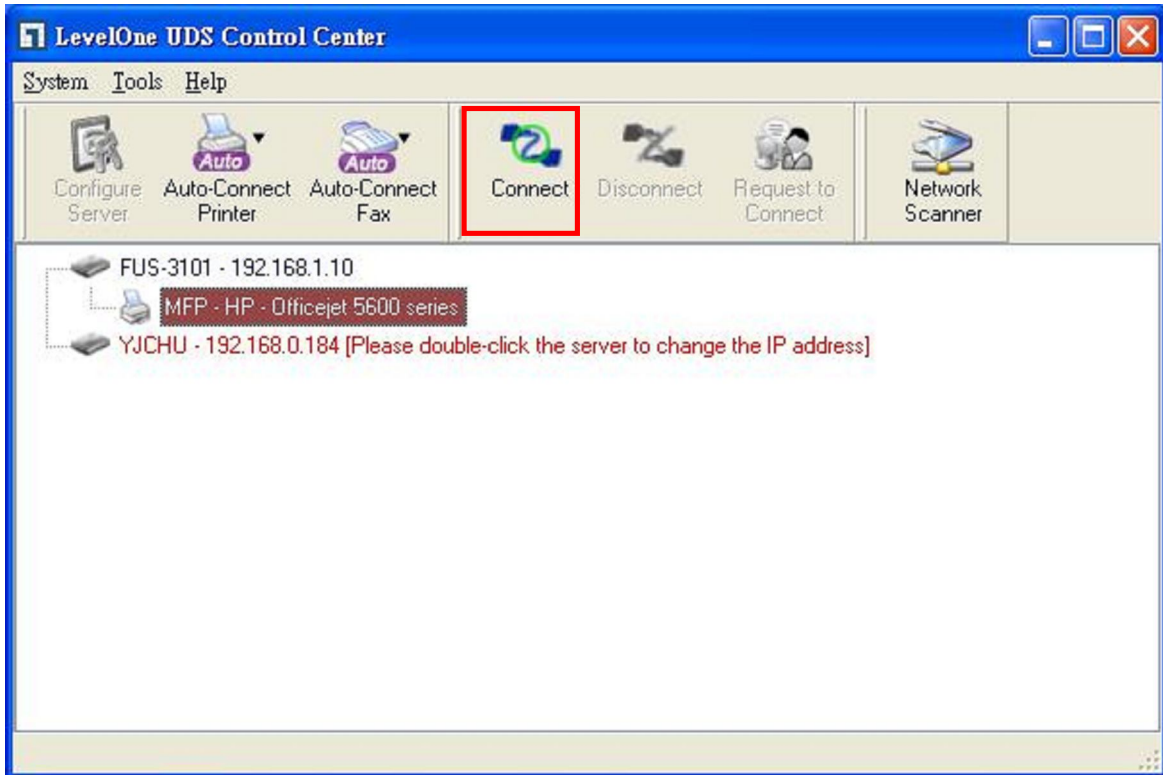 LevelOne UDS Control Center
System Tools Help
Configure Server
Auto Auto-Connect Printer
Auto Auto-Connect Fax
Connect
Disconnect
Request to Connect
Network Scanner
FUS-3101 - 192.168.1.10
MFP - HP - Officejet 5600 series
YJCHU - 192.168.0.184 [Please double-click the server to change the IP address]